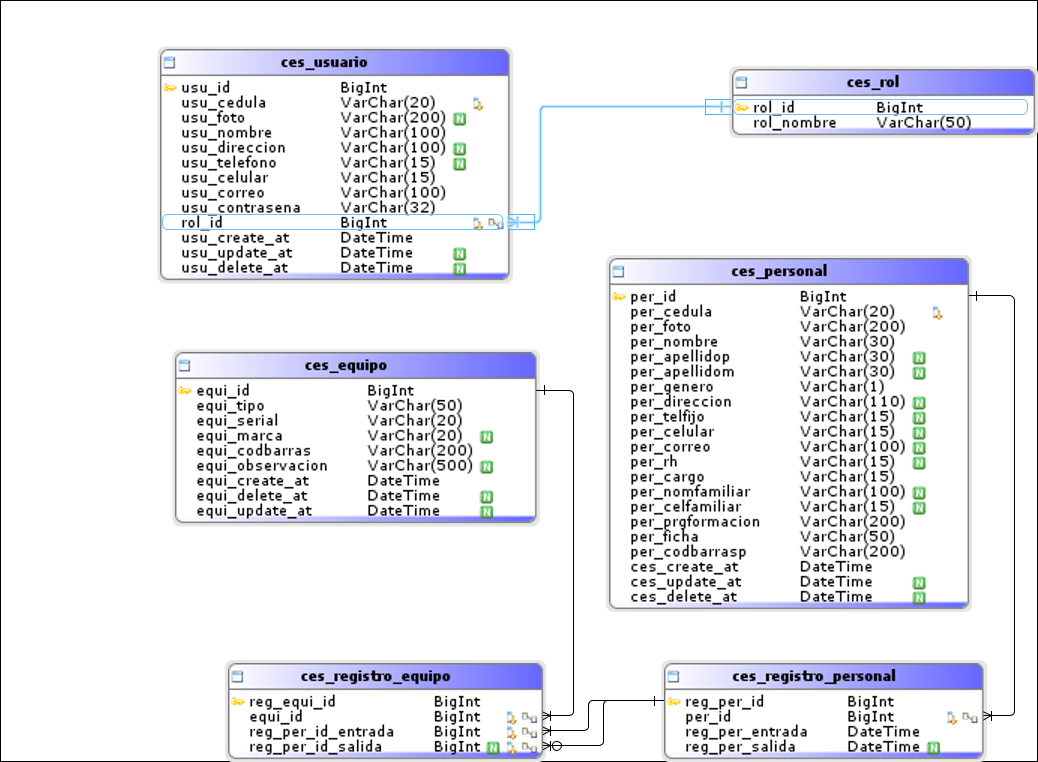 ces_usuario
usu_id BigInt
usu_cedula VarChar(20)
usu_foto VarChar(200) N
usu_nombre VarChar(100)
usu_direccion VarChar(100) N
usu_telefono VarChar(15) N
usu_celular VarChar(15)
usu_correo VarChar(100)
usu_contrasena VarChar(32)
rol_id BigInt
usu_create_at DateTime
usu_update_at DateTime N
usu_delete_at DateTime N
ces_rol
rol_id BigInt
rol_nombre VarChar(50)
ces_personal
per_id BigInt
per_cedula VarChar(20)
per_foto VarChar(200)
per_nombre VarChar(30)
per_apellidop VarChar(30) N
per_apellidom VarChar(30) N
per_genero VarChar(1)
per_direccion VarChar(110) N
per_telfijo VarChar(15) N
per_celular VarChar(15) N
per_correo VarChar(100) N
per_rh VarChar(15) N
per_cargo VarChar(15)
per_nomfamiliar VarChar(100) N
per_celfamiliar VarChar(15) N
per_prgformacion VarChar(200)
per_ficha VarChar(50)
per_codbarrasp VarChar(200)
ces_create_at DateTime
ces_update_at DateTime N
ces_delete_at DateTime N
ces_equipo
equi_id BigInt
equi_tipo VarChar(50)
equi_serial VarChar(20)
equi_marca VarChar(20) N
equi_codbarras VarChar(200)
equi_observacion VarChar(500) N
equi_create_at DateTime
equi_delete_at DateTime N
equi_update_at DateTime N
ces_registro_equipo
reg_equi_id BigInt
equi_id BigInt
reg_per_id_entrada BigInt
reg_per_id_salida BigInt N
ces_registro_personal
reg_per_id BigInt
per_id BigInt
reg_per_entrada DateTime
reg_per_salida DateTime N